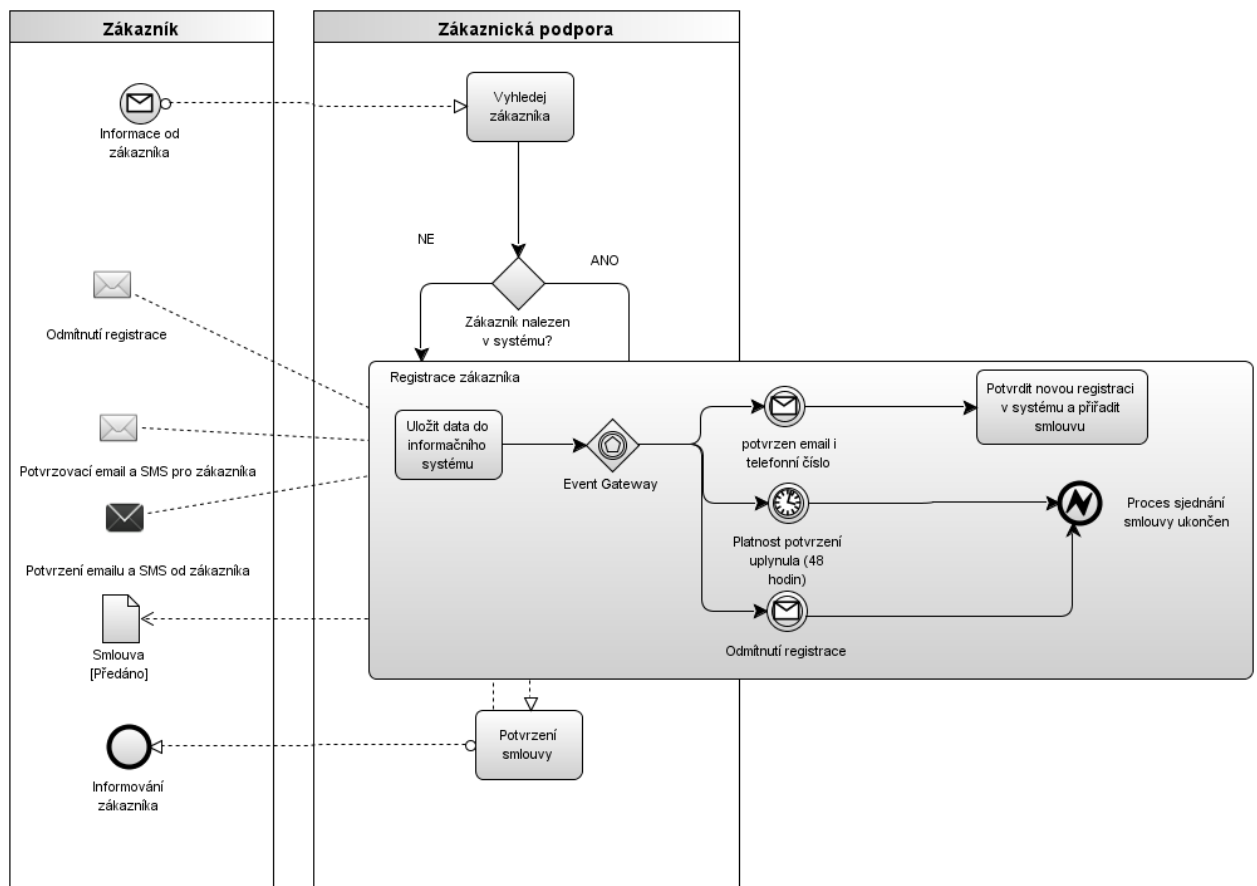 Zákazník
Zákaznická podpora
Informace od
zákazníka
Vyhledej
zákazníka
NE
ANO
Zákazník nalezen
v systému?
Odmítnutí registrace
Registrace zákazníka
Uložit data do
informačního
systému
Event Gateway
potvrzen email i
telefonní číslo
Potvrdit novou registraci
v systému a přiřadit
smlouvu
Platnost potvrzení
uplynula (48
hodin)
Proces sjednání
smlouvy ukončen
Odmítnutí registrace
Potvrzovací email a SMS pro zákazníka
Potvrzení emailu a SMS od zákazníka
Smlouva
[Předáno]
Potvrzení
smlouvy
Informování
zákazníka